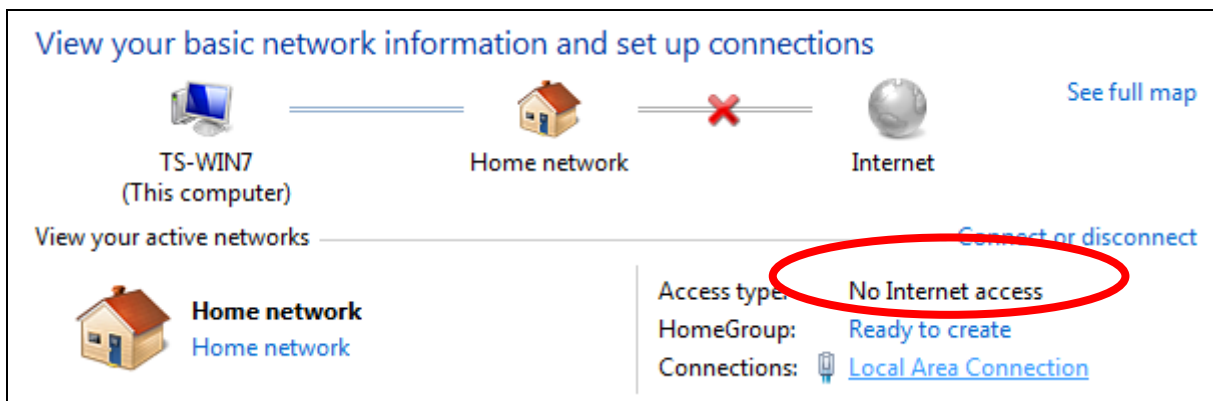 View your basic network information and set up connections
See full map
TS-WIN7
(This computer)
Home network
Internet
View your active networks
Connect or disconnect
Home network
Home network
Access type: No Internet access
HomeGroup: Ready to create
Connections: Local Area Connection